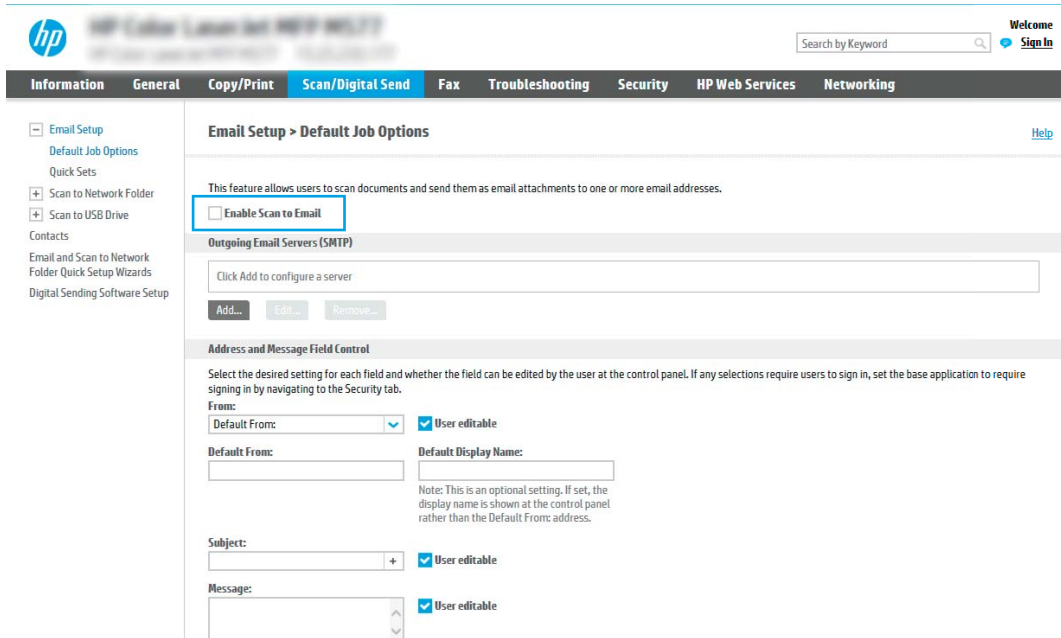 hp
Welcome
Search by Keyword
Sign In
Information General Copy/Print Scan/Digital Send Fax Troubleshooting Security HP Web Services Networking
Email Setup
Default Job Options
Quick Sets
Scan to Network Folder
Scan to USB Drive
Contacts
Email and Scan to Network
Folder Quick Setup Wizards
Digital Sending Software Setup
Email Setup > Default Job Options
Help
This feature allows users to scan documents and send them as email attachments to one or more email addresses.
Enable Scan to Email
Outgoing Email Servers (SMTP)
Click Add to configure a server
Add... Edit... Remove...
Address and Message Field Control
Select the desired setting for each field and whether the field can be edited by the user at the control panel. If any selections require users to sign in, set the base application to require
signing in by navigating to the Security tab.
From:
Default From: User editable
Default From: Default Display Name:
Note: This is an optional setting. If set, the
display name is shown at the control panel
rather than the Default From: address.
Subject:
+ User editable
Message:
User editable